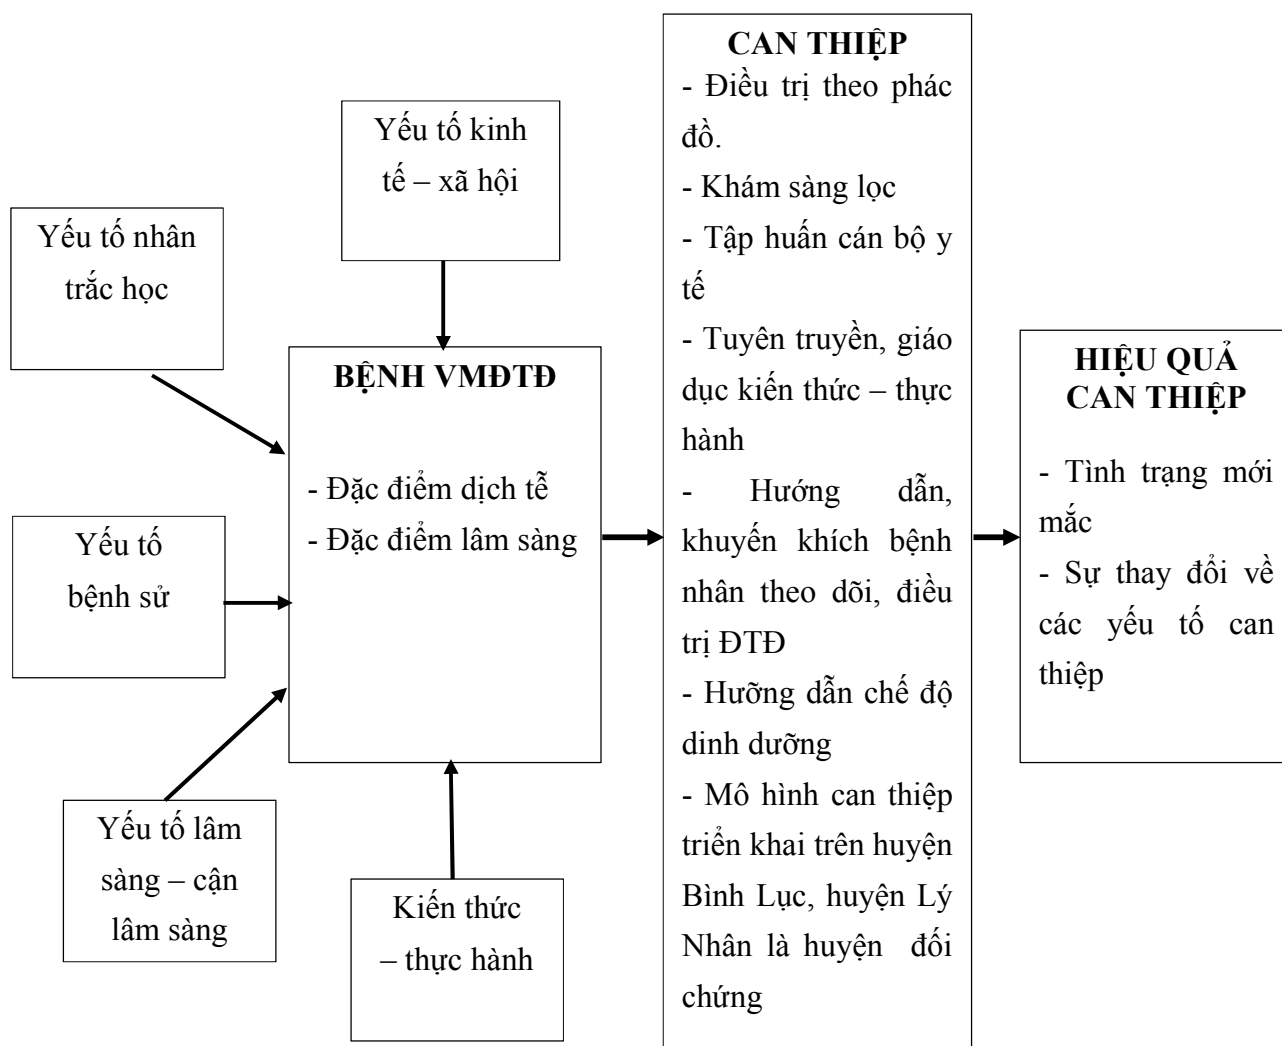 Yếu tố kinh
tế – xã hội
Yếu tố nhân
trắc học
Yếu tố
bệnh sử
Yếu tố lâm
sàng – cận
lâm sàng
Kiến thức
– thực hành
BỆNH VMĐTĐ
- Đặc điểm dịch tễ
- Đặc điểm lâm sàng
CAN THIỆP
- Điều trị theo phác
đồ.
- Khám sàng lọc
- Tập huấn cán bộ y
tế
- Tuyên truyền, giáo
dục kiến thức – thực
hành
- Hướng dẫn,
khuyến khích bệnh
nhân theo dõi, điều
trị ĐTĐ
- Hưỡng dẫn chế độ
dinh dưỡng
- Mô hình can thiệp
triển khai trên huyện
Bình Lục, huyện Lý
Nhân là huyện đối
chứng
HIỆU QUẢ
CAN THIỆP
- Tình trạng mới
mắc
- Sự thay đổi về
các yếu tố can
thiệp